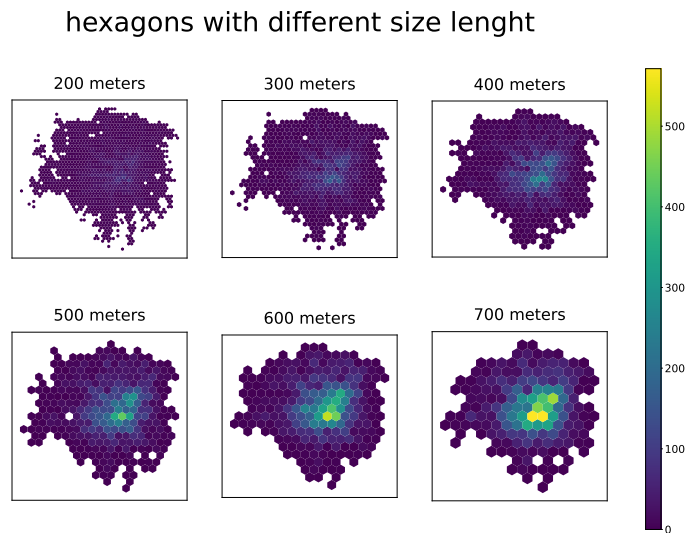 hexagons with different size lenght
200 meters
300 meters
400 meters
500 meters
600 meters
700 meters
500
400
300
200
100
0